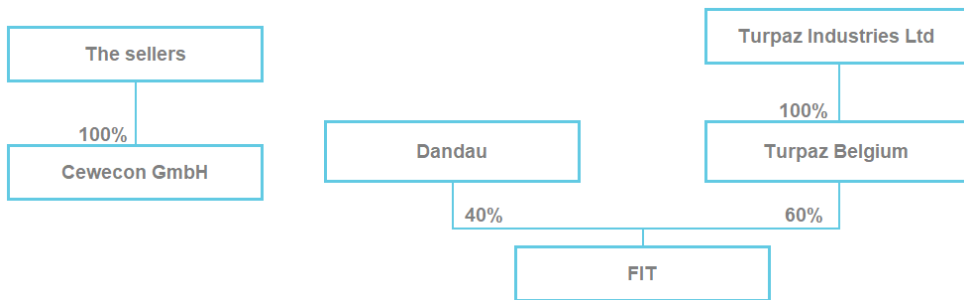 Turpaz Industries Ltd
The sellers
100%
100%
Dandau
Turpaz Belgium
Cewecon GmbH
40%
60%
FIT